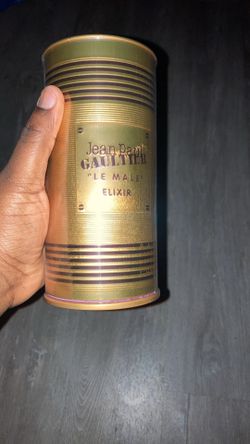 Jean Paul
GAULTIER
"LE MALE"
ELIXIR